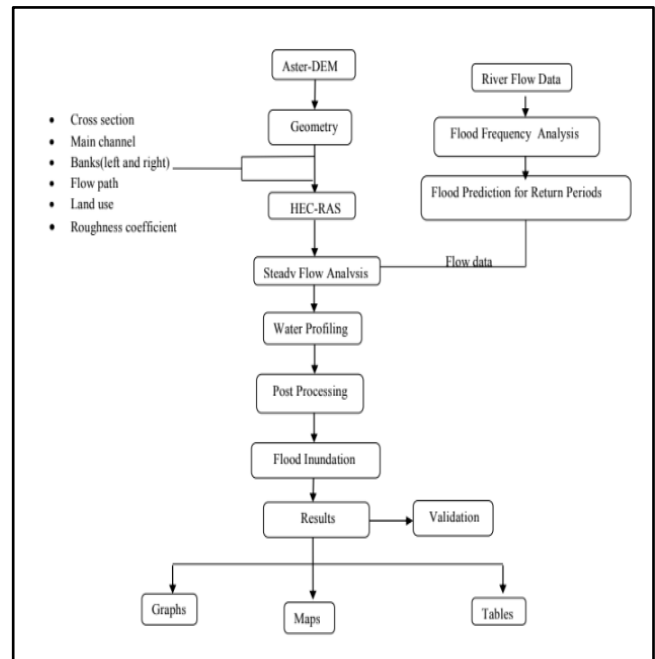 Aster-DEM
River Flow Data
• Cross section
• Main channel
• Banks(left and right)
• Flow path
• Land use
• Roughness coefficient
Geometry
Flood Frequency Analysis
Flood Prediction for Return Periods
HEC-RAS
Flow data
Steady Flow Analysis
Water Profiling
Post Processing
Flood Inundation
Results
Validation
Graphs
Maps
Tables